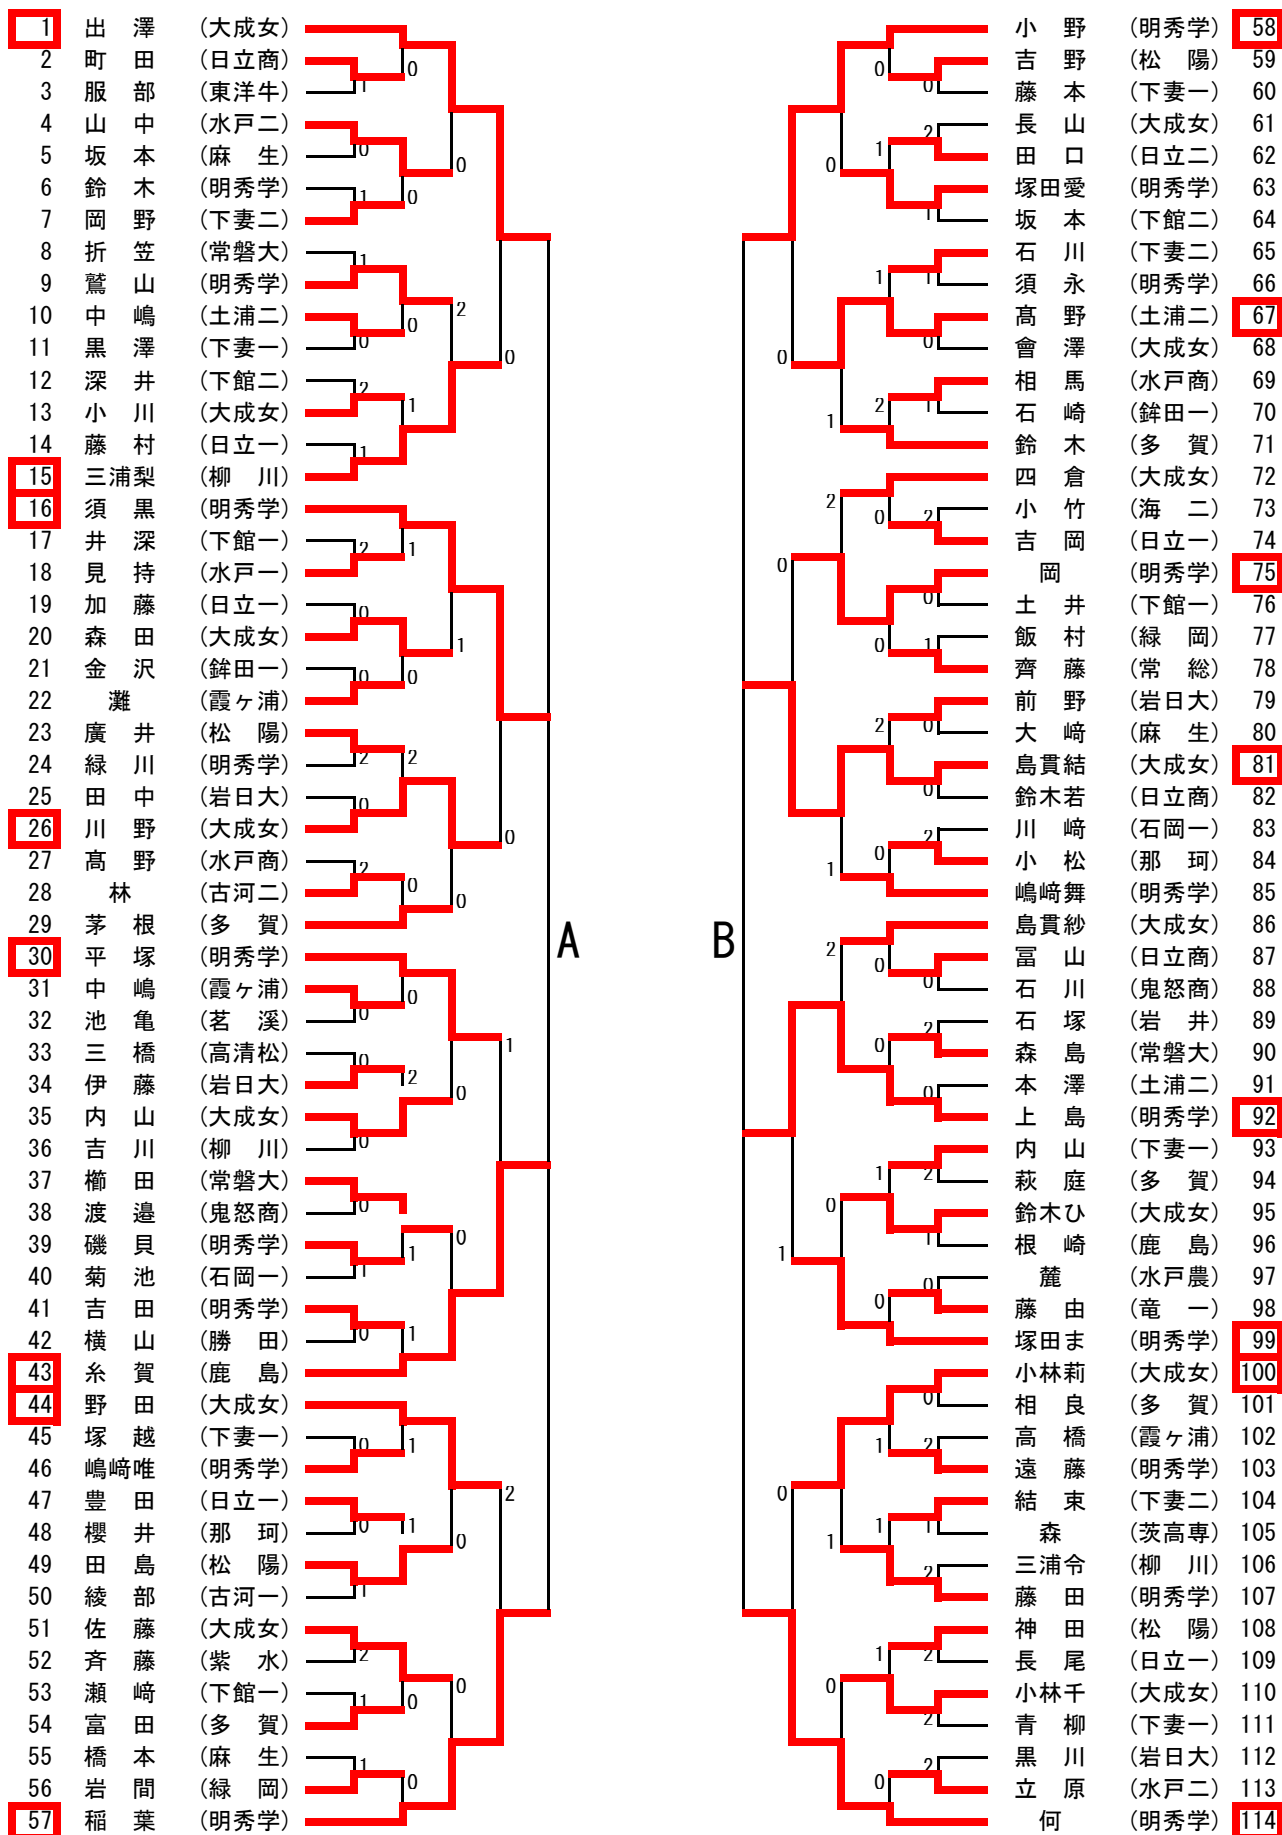 1 出澤 (大成女)
2 町田 (日立商)
3 服部 (東洋牛)
4 山中 (水戸二)
5 坂本 (麻生)
6 鈴木 (明秀学)
7 岡野 (下妻二)
8 折笠 (常磐大)
9 鷲山 (明秀学)
10 中嶋 (土浦二)
11 黒澤 (下妻一)
12 深井 (下館二)
13 小川 (大成女)
14 藤村 (日立一)
15 三浦梨 (柳川)
16 須黒 (明秀学)
17 井深 (下館一)
18 見持 (水戸一)
19 加藤 (日立一)
20 森田 (大成女)
21 金沢 (鉾田一)
22 灘 (霞ヶ浦)
23 廣井 (松陽)
24 緑川 (明秀学)
25 田中 (岩日大)
26 川野 (大成女)
27 髙野 (水戸商)
28 林 (古河二)
29 茅根 (多賀)
30 平塚 (明秀学)
31 中嶋 (霞ヶ浦)
32 池亀 (茗溪)
33 三橋 (高清松)
34 伊藤 (岩日大)
35 内山 (大成女)
36 吉川 (柳川)
37 櫛田 (常磐大)
38 渡邉 (鬼怒商)
39 磯貝 (明秀学)
40 菊池 (石岡一)
41 吉田 (明秀学)
42 横山 (勝田)
43 糸賀 (鹿島)
44 野田 (大成女)
45 塚越 (下妻一)
46 嶋﨑唯 (明秀学)
47 豊田 (日立一)
48 櫻井 (那珂)
49 田島 (松陽)
50 綾部 (古河一)
51 佐藤 (大成女)
52 斉藤 (紫水)
53 瀬﨑 (下館一)
54 富田 (多賀)
55 橋本 (麻生)
56 岩間 (緑岡)
57 稲葉 (明秀学)
A
B
小野 (明秀学) 58
吉野 (松陽) 59
藤本 (下妻一) 60
長山 (大成女) 61
田口 (日立二) 62
塚田愛 (明秀学) 63
坂本 (下館二) 64
石川 (下妻二) 65
須永 (明秀学) 66
髙野 (土浦二) 67
會澤 (大成女) 68
相馬 (水戸商) 69
石崎 (鉾田一) 70
鈴木 (多賀) 71
四倉 (大成女) 72
小竹 (海二) 73
吉岡 (日立一) 74
岡 (明秀学) 75
土井 (下館一) 76
飯村 (緑岡) 77
齊藤 (常総) 78
前野 (岩日大) 79
大﨑 (麻生) 80
島貫結 (大成女) 81
鈴木若 (日立商) 82
川﨑 (石岡一) 83
小松 (那珂) 84
嶋﨑舞 (明秀学) 85
島貫紗 (大成女) 86
冨山 (日立商) 87
石川 (鬼怒商) 88
石塚 (岩井) 89
森島 (常磐大) 90
本澤 (土浦二) 91
上島 (明秀学) 92
内山 (下妻一) 93
萩庭 (多賀) 94
鈴木ひ (大成女) 95
根崎 (鹿島) 96
麓 (水戸農) 97
藤由 (竜一) 98
塚田ま (明秀学) 99
小林莉 (大成女) 100
相良 (多賀) 101
高橋 (霞ヶ浦) 102
遠藤 (明秀学) 103
結束 (下妻二) 104
森 (茨高専) 105
三浦令 (柳川) 106
藤田 (明秀学) 107
神田 (松陽) 108
長尾 (日立一) 109
小林千 (大成女) 110
青柳 (下妻一) 111
黒川 (岩日大) 112
立原 (水戸二) 113
何 (明秀学) 114